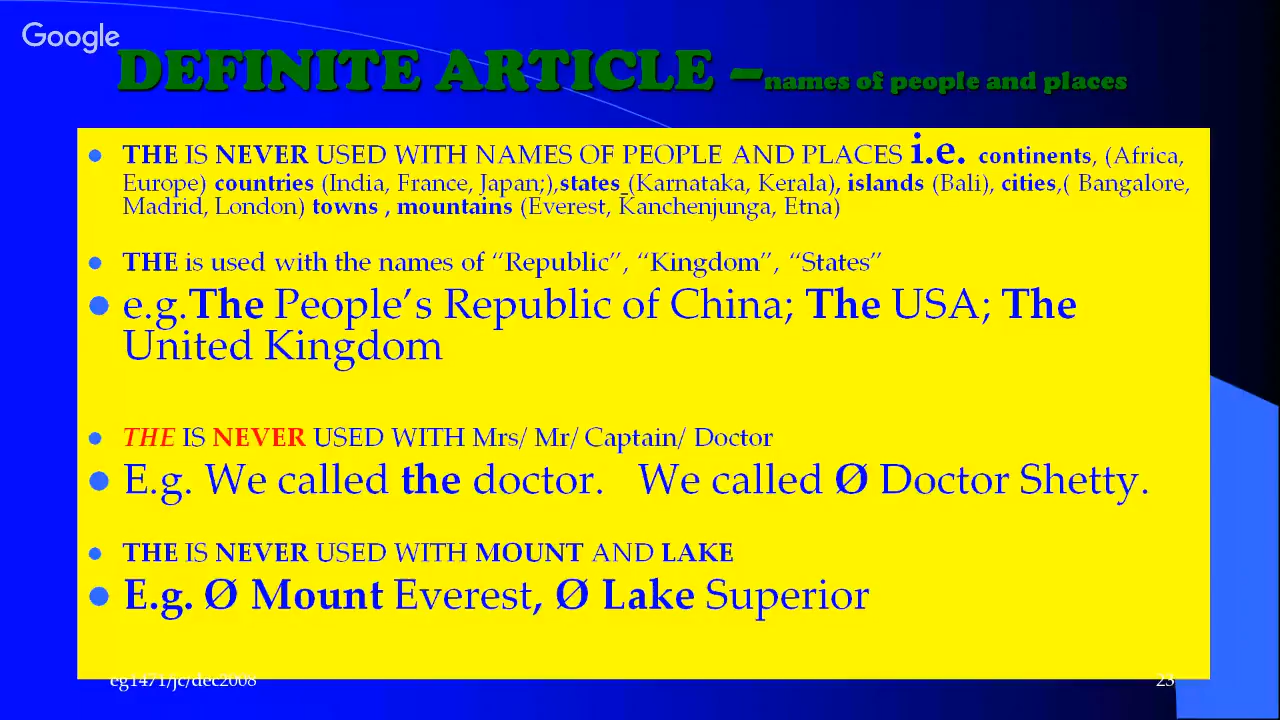 Google
DEFINITE ARTICLE –names of people and places
THE IS NEVER USED WITH NAMES OF PEOPLE AND PLACES i.e. continents, (Africa,
Europe) countries (India, France, Japan;),states (Karnataka, Kerala), islands (Bali), cities,( Bangalore,
Madrid, London) towns , mountains (Everest, Kanchenjunga, Etna)
THE is used with the names of “Republic”, “Kingdom”, “States”
e.g.The People’s Republic of China; The USA; The
United Kingdom
THE IS NEVER USED WITH Mrs/ Mr/ Captain/ Doctor
E.g. We called the doctor. We called Ø Doctor Shetty.
THE IS NEVER USED WITH MOUNT AND LAKE
E.g. Ø Mount Everest, Ø Lake Superior
eg1471/jc/dec2008
23